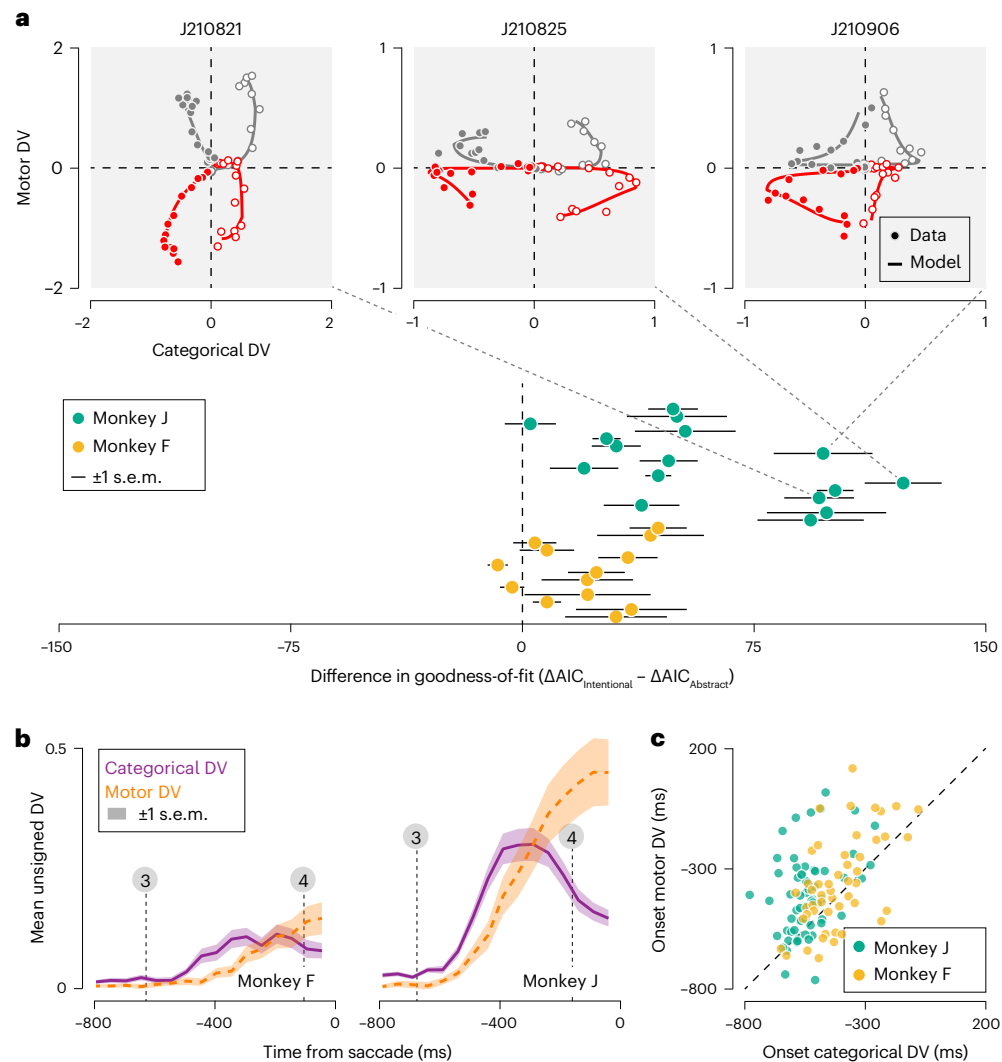 a
J210821 J210825 J210906
2 1 1
Motor DV
0 0 0
Data
Model
−2 −1 −1
−2 0 2 −1 0 1 −1 0 1
Categorical DV
Monkey J
Monkey F
±1 s.e.m.
−150 −75 0 75 150
Difference in goodness-of-fit (ΔAIC_Intentional – ΔAIC_Abstract)
b
0.5
Categorical DV
Motor DV
±1 s.e.m.
Mean unsigned DV
3 4 3 4
Monkey F Monkey J
0
−800 −400 0 −800 −400 0
Time from saccade (ms)
c
200
Onset motor DV (ms)
−300
Monkey J
Monkey F
−800
−800 −300 200
Onset categorical DV (ms)